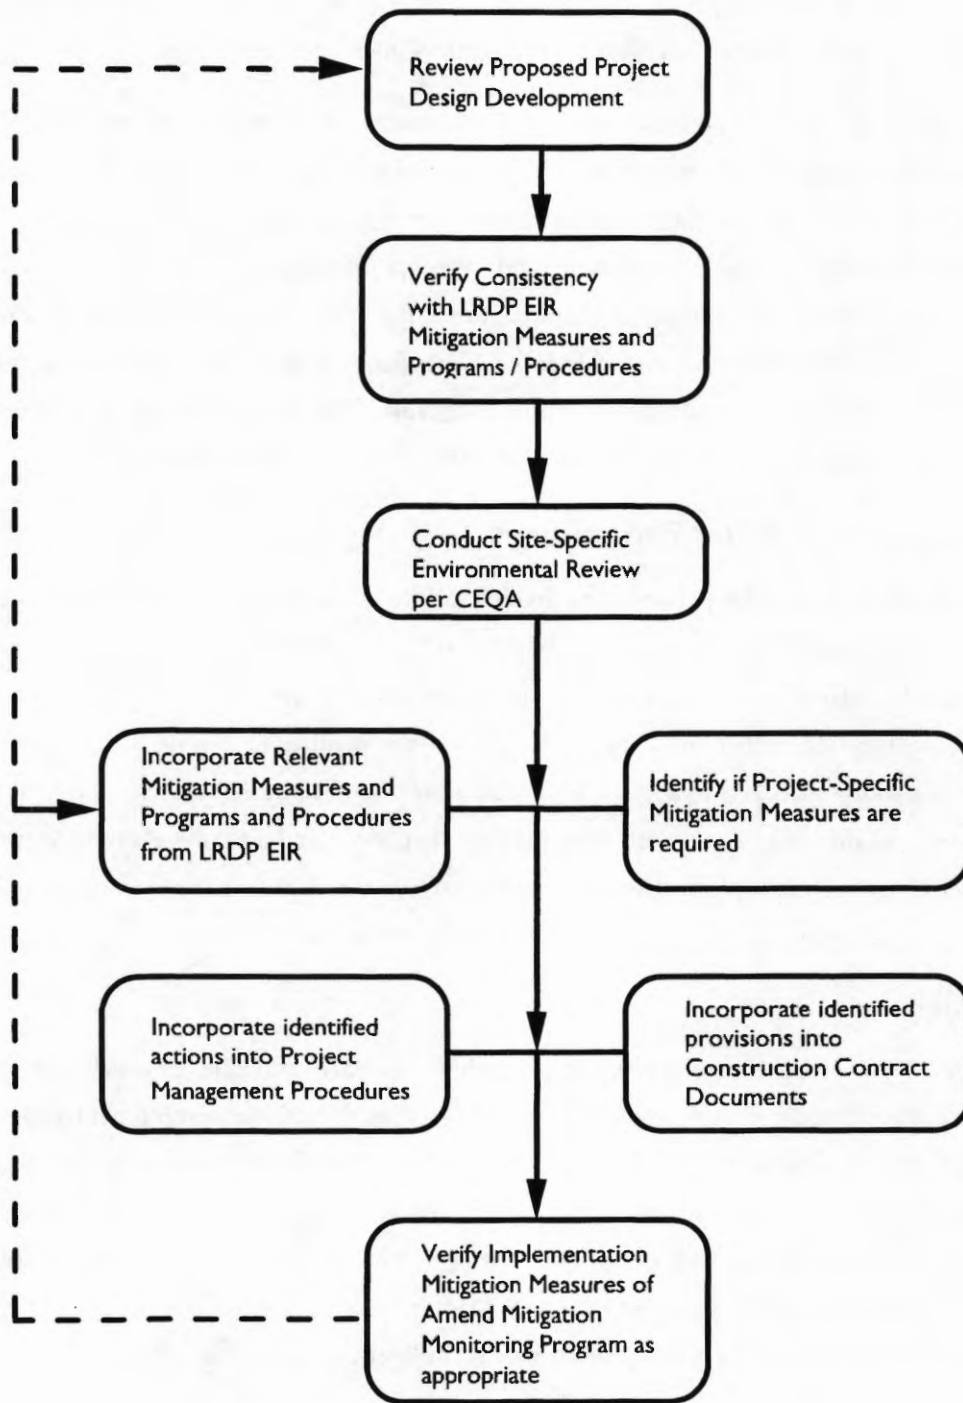 Review Proposed Project
Design Development
Verify Consistency
with LRDP EIR
Mitigation Measures and
Programs / Procedures
Conduct Site-Specific
Environmental Review
per CEQA
Incorporate Relevant
Mitigation Measures and
Programs and Procedures
from LRDP EIR
Identify if Project-Specific
Mitigation Measures are
required
Incorporate identified
actions into Project
Management Procedures
Incorporate identified
provisions into
Construction Contract
Documents
Verify Implementation
Mitigation Measures of
Amend Mitigation
Monitoring Program as
appropriate